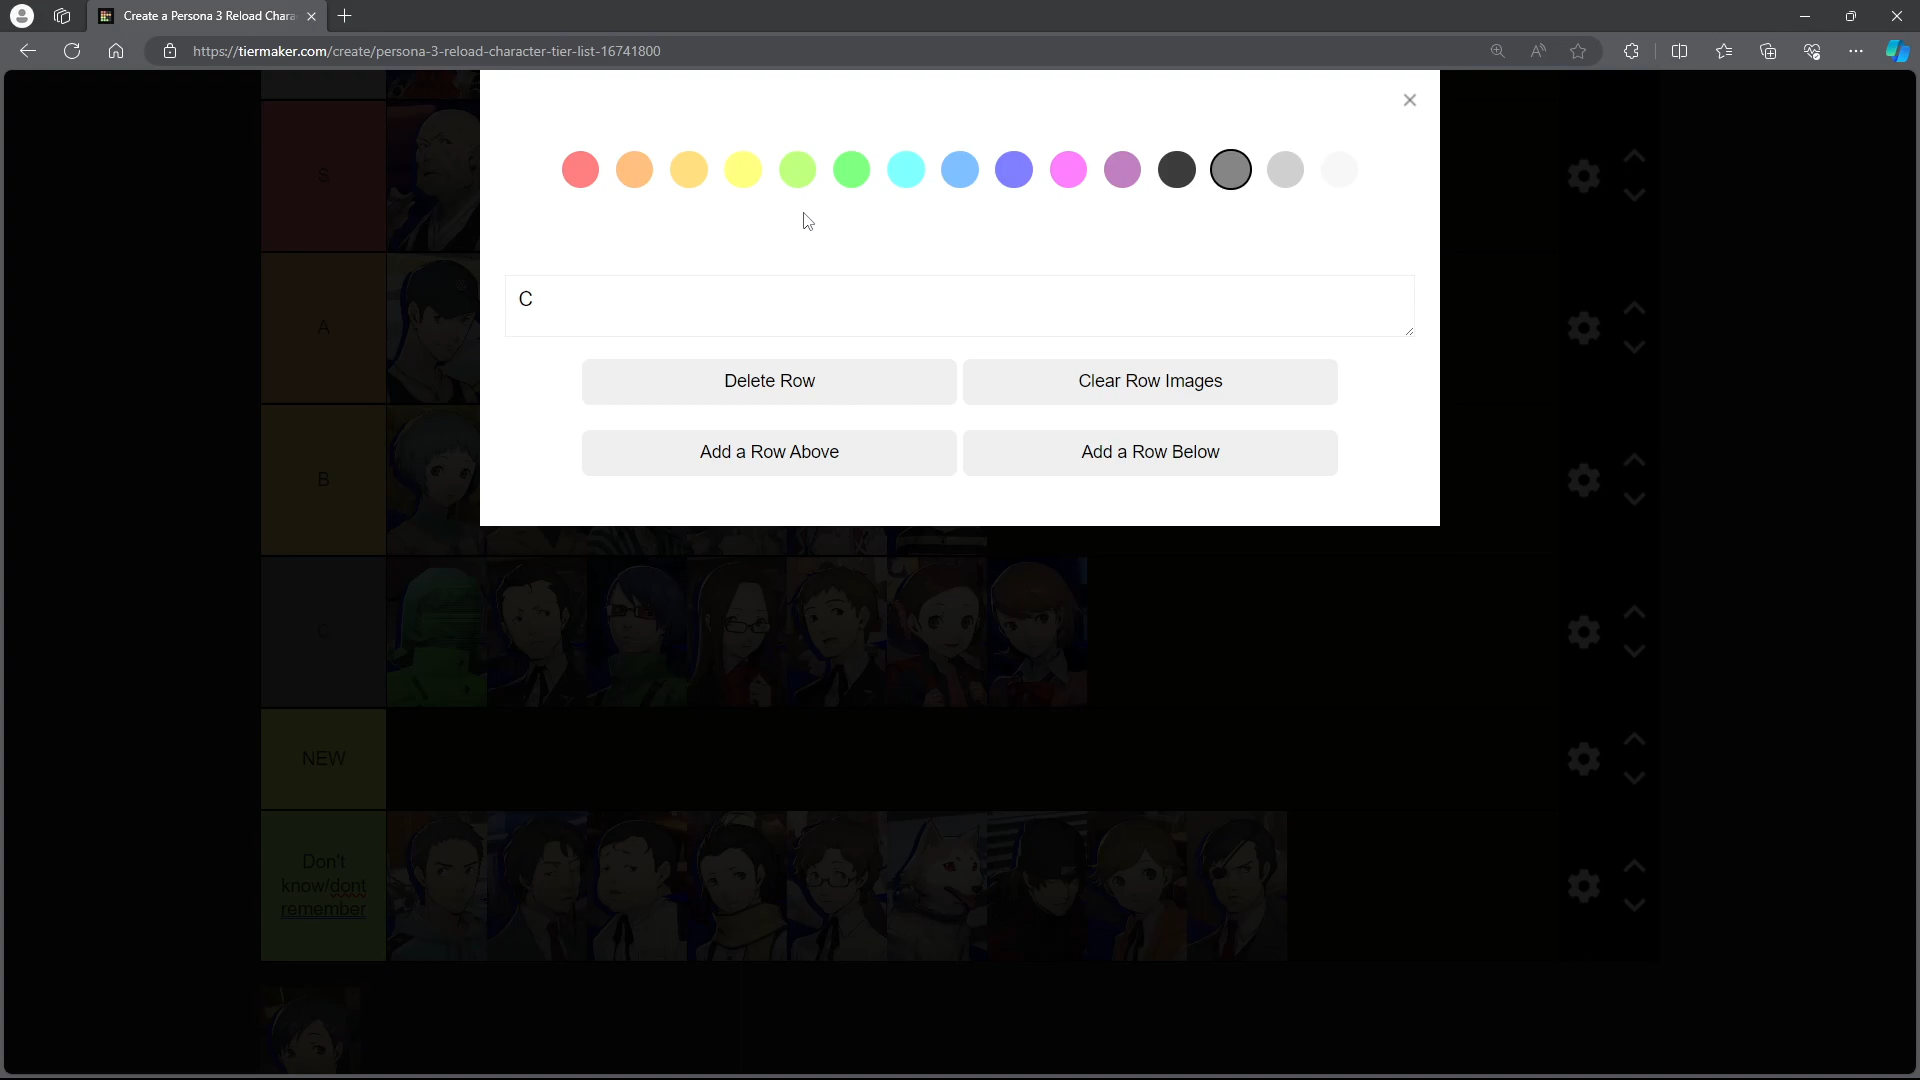 Create a Persona 3 Reload Chara
https://tiermaker.com/create/persona-3-reload-character-tier-list-16741800
S
A
B
C
NEW
Don't
know/dont
remember
C
Delete Row
Clear Row Images
Add a Row Above
Add a Row Below